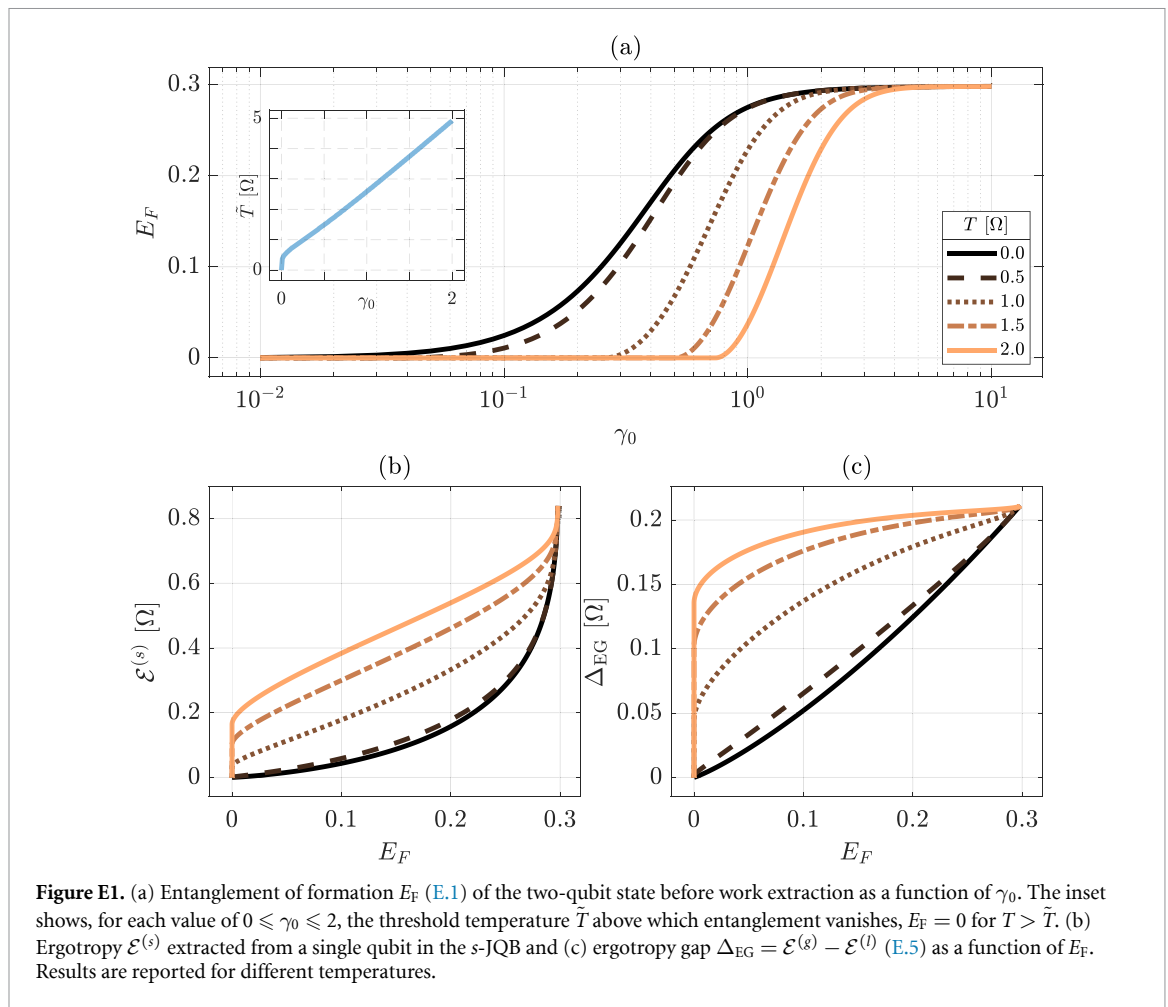 (a)
0.3
0.2
0.1
0
E_F
5
0
T̃ [Ω]
0
γ₀
2
T [Ω]
0.0
0.5
1.0
1.5
2.0
10⁻²
10⁻¹
10⁰
10¹
γ₀
(b)
0.8
0.6
0.4
0.2
0
ℰ^(s) [Ω]
0
0.1
0.2
0.3
E_F
(c)
0.2
0.15
0.1
0.05
0
Δ_EG [Ω]
0
0.1
0.2
0.3
E_F
Figure E1. (a) Entanglement of formation E_F (E.1) of the two-qubit state before work extraction as a function of γ₀. The inset
shows, for each value of 0 ⩽ γ₀ ⩽ 2, the threshold temperature T̃ above which entanglement vanishes, E_F = 0 for T > T̃. (b)
Ergotropy ℰ^(s) extracted from a single qubit in the s-JQB and (c) ergotropy gap Δ_EG = ℰ^(g) − ℰ^(l) (E.5) as a function of E_F.
Results are reported for different temperatures.